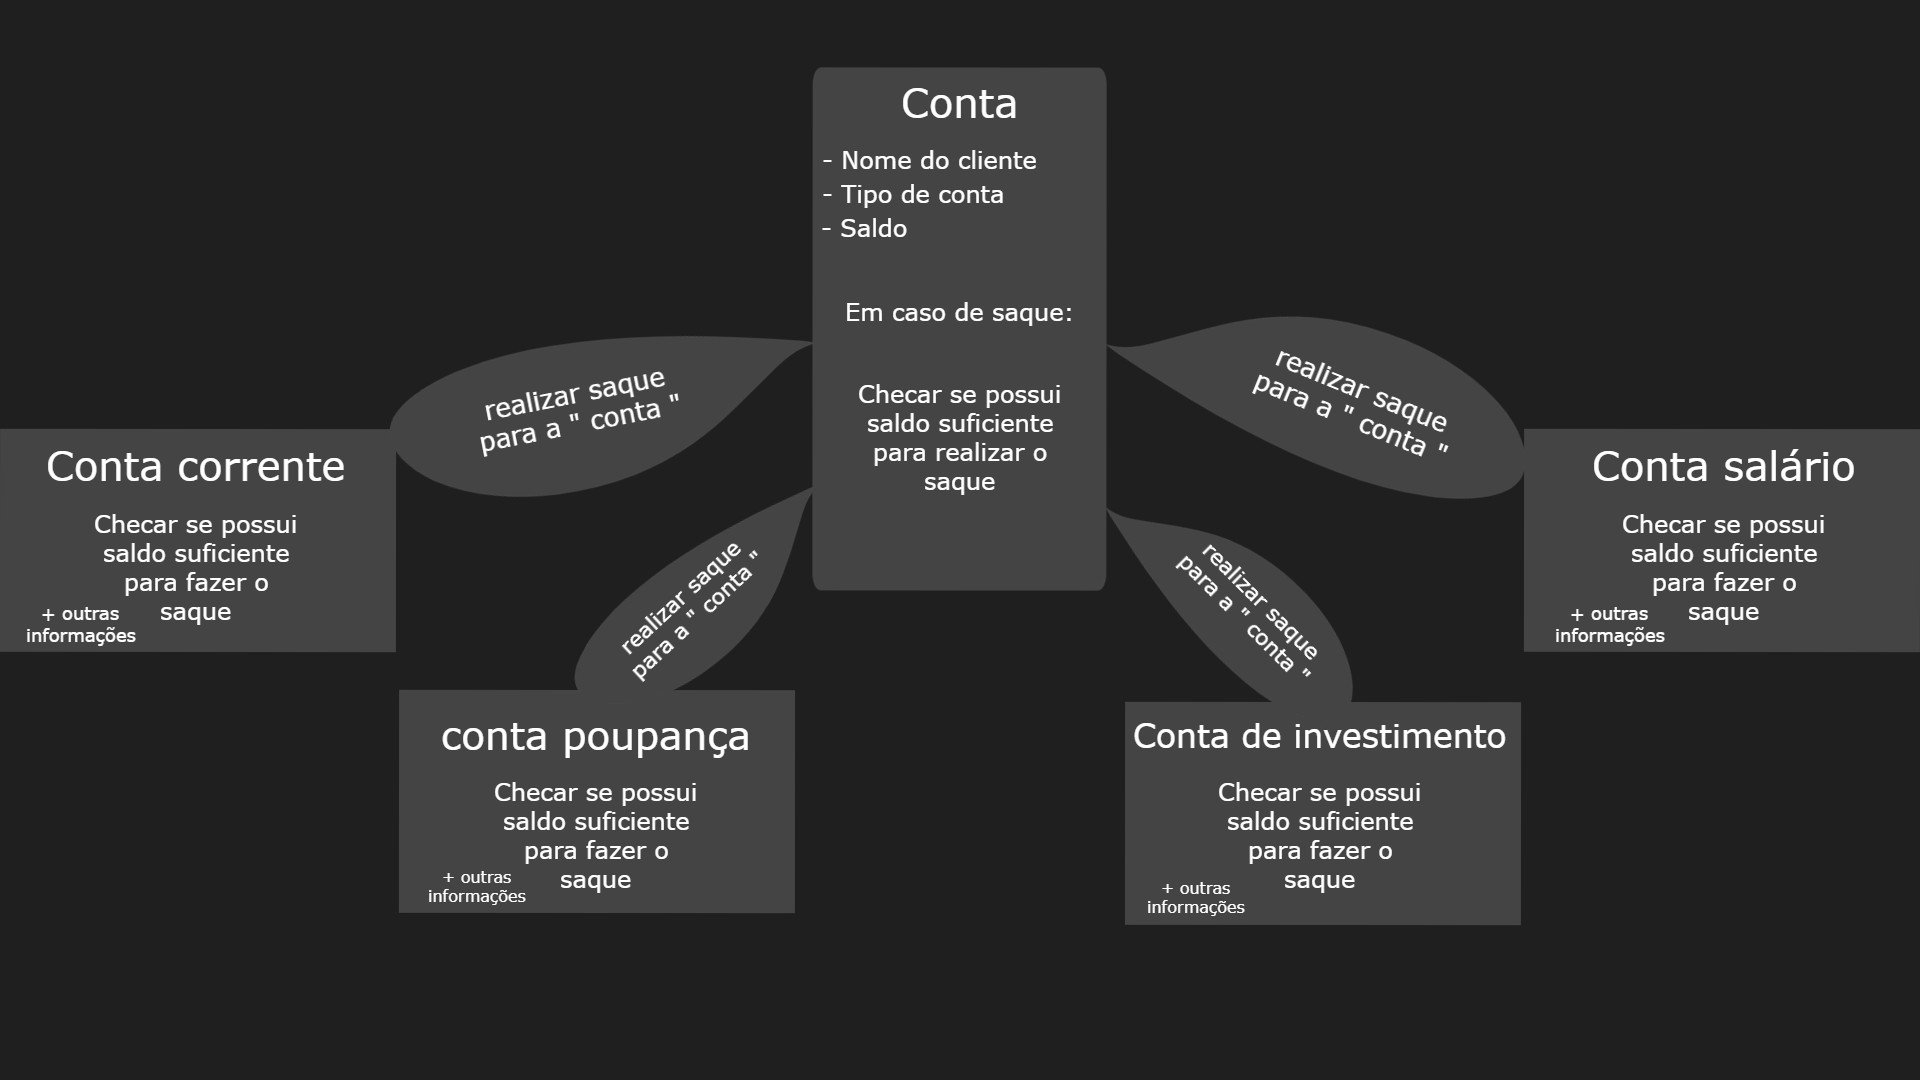 Conta
- Nome do cliente
- Tipo de conta
- Saldo
Em caso de saque:
Checar se possui
saldo suficiente
para realizar o
saque
realizar saque
para a " conta "
realizar saque
para a " conta "
Conta corrente
Checar se possui
saldo suficiente
para fazer o
saque
+ outras
informações
Conta salário
Checar se possui
saldo suficiente
para fazer o
saque
+ outras
informações
realizar saque
para a " conta "
realizar saque
para a " conta "
conta poupança
Checar se possui
saldo suficiente
para fazer o
saque
+ outras
informações
Conta de investimento
Checar se possui
saldo suficiente
para fazer o
saque
+ outras
informações